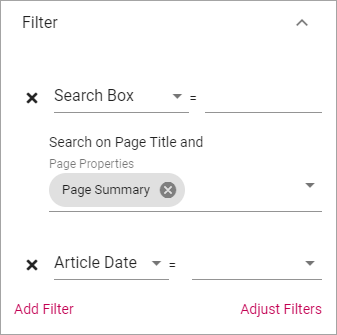 Filter
Search Box =
Search on Page Title and
Page Properties
Page Summary
Article Date =
Add Filter Adjust Filters